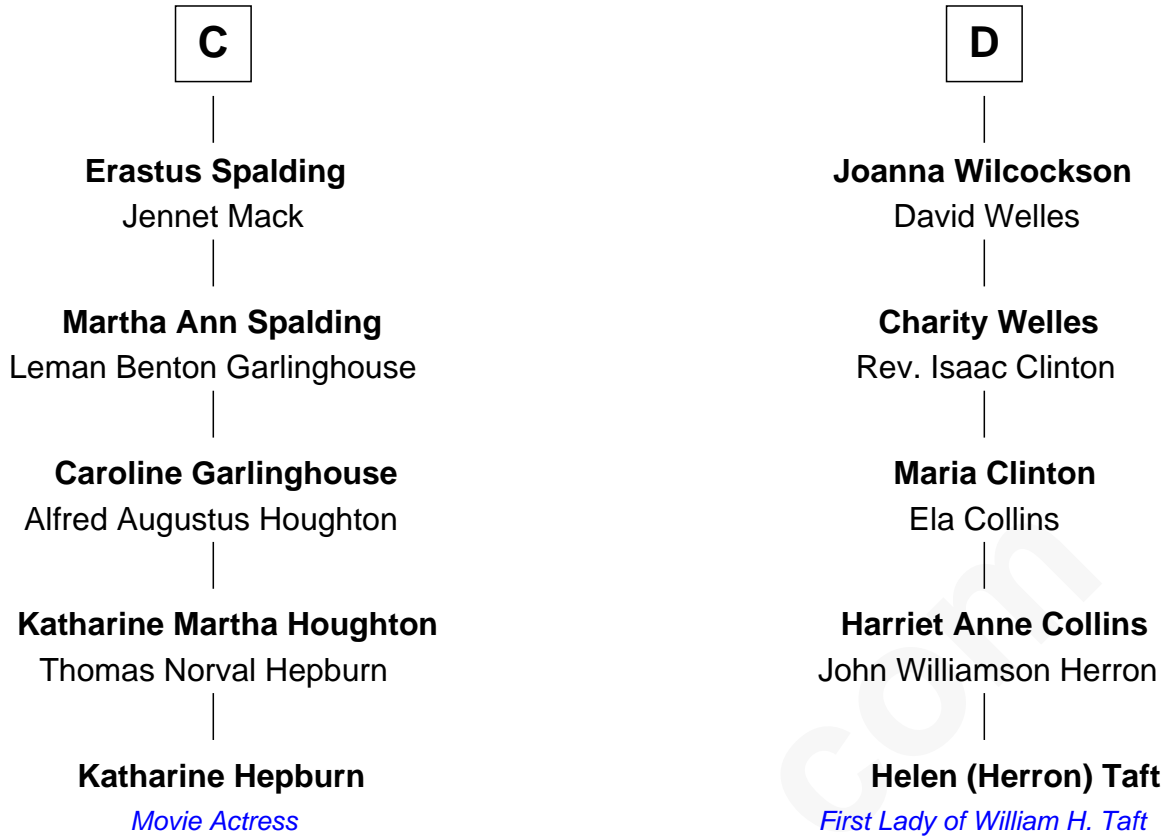 C
Erastus Spalding
Jennet Mack
Martha Ann Spalding
Leman Benton Garlinghouse
Caroline Garlinghouse
Alfred Augustus Houghton
Katharine Martha Houghton
Thomas Norval Hepburn
Katharine Hepburn
Movie Actress
D
Joanna Wilcockson
David Welles
Charity Welles
Rev. Isaac Clinton
Maria Clinton
Ela Collins
Harriet Anne Collins
John Williamson Herron
Helen (Herron) Taft
First Lady of William H. Taft
com